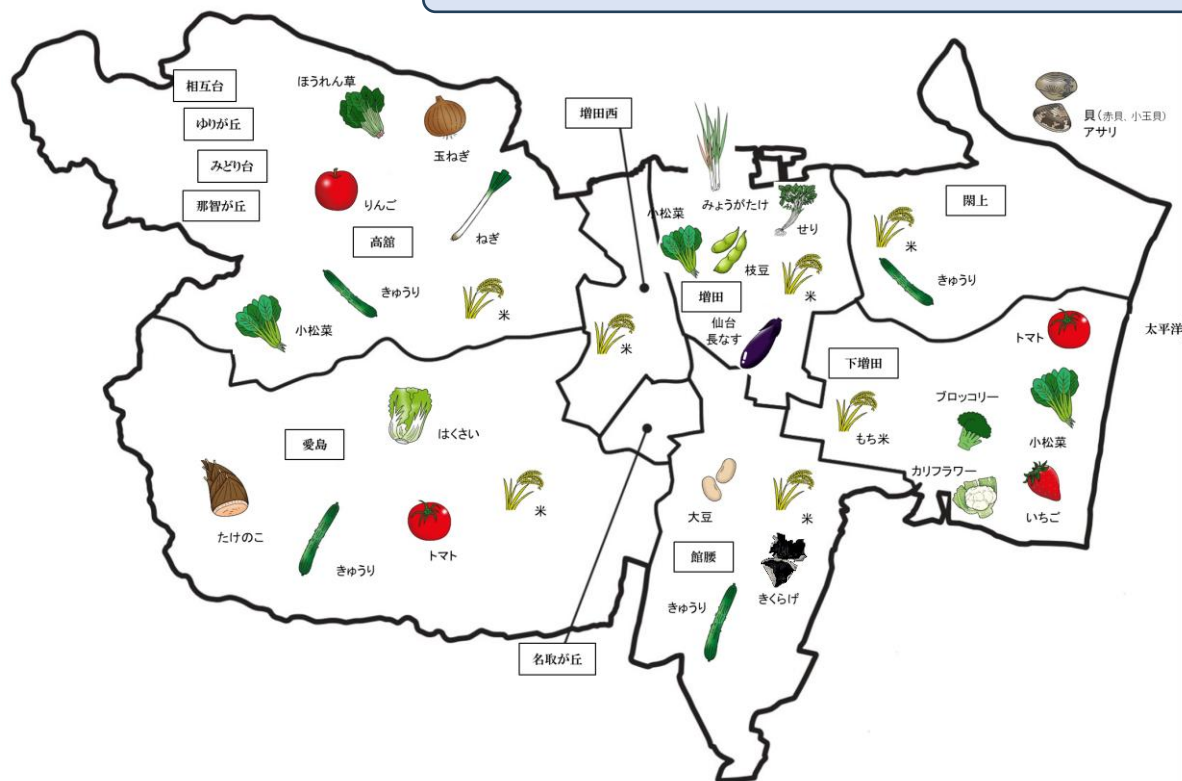 相互台
ゆりが丘
みどり台
那智が丘
ほうれん草
玉ねぎ
りんご
高舘
ねぎ
きゅうり
米
小松菜
増田西
米
みょうがたけ
小松菜
せり
枝豆
増田
米
仙台
長なす
貝(赤貝、小玉貝)
アサリ
閖上
米
きゅうり
太平洋
トマト
下増田
ブロッコリー
もち米
小松菜
カリフラワー
いちご
はくさい
愛島
たけのこ
きゅうり
トマト
米
大豆
米
館腰
きゅうり
きくらげ
名取が丘